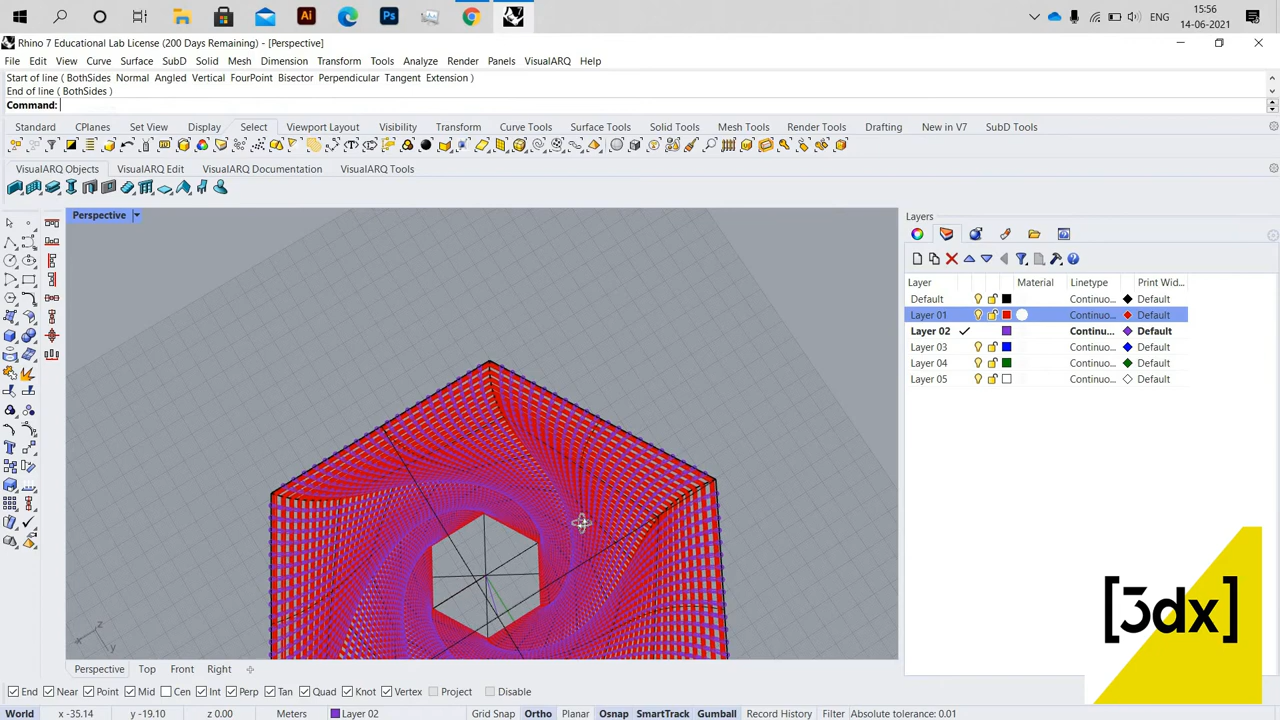 Ai
Ps
ENG
15:56
14-06-2021
Rhino 7 Educational Lab License (200 Days Remaining) - [Perspective]
File Edit View Curve Surface SubD Solid Mesh Dimension Transform Tools Analyze Render Panels VisualARQ Help
Start of line ( BothSides Normal Angled Vertical FourPoint Bisector Perpendicular Tangent Extension )
End of line ( BothSides )
Command:
Standard CPlanes Set View Display Select Viewport Layout Visibility Transform Curve Tools Surface Tools Solid Tools Mesh Tools Render Tools Drafting New in V7 SubD Tools
VisualARQ Objects VisualARQ Edit VisualARQ Documentation VisualARQ Tools
Perspective
Layers
Layer Material Linetype Print Wid...
Default Continuo... Default
Layer 01 Continuo... Default
Layer 02 Continu... Default
Layer 03 Continuo... Default
Layer 04 Continuo... Default
Layer 05 Continuo... Default
[3dx]
z
x
y
Perspective Top Front Right
End Near Point Mid Cen Int Perp Tan Quad Knot Vertex Project Disable
World x -35.14 y -19.10 z 0.00 Meters Layer 02 Grid Snap Ortho Planar Osnap SmartTrack Gumball Record History Filter Absolute tolerance: 0.01